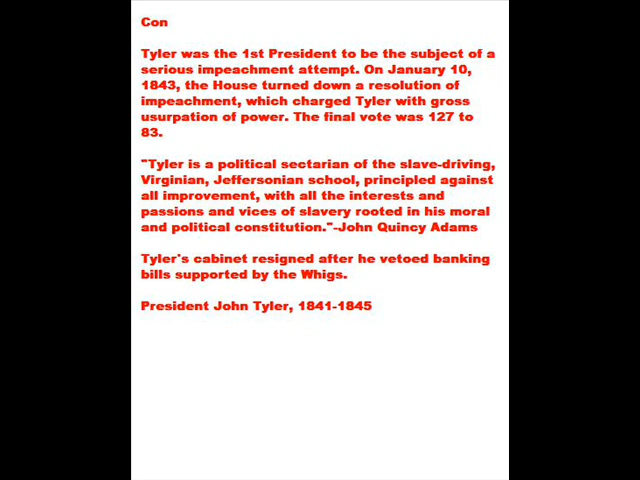 Con
Tyler was the 1st President to be the subject of a
serious impeachment attempt. On January 10,
1843, the House turned down a resolution of
impeachment, which charged Tyler with gross
usurpation of power. The final vote was 127 to
83.
"Tyler is a political sectarian of the slave-driving,
Virginian, Jeffersonian school, principled against
all improvement, with all the interests and
passions and vices of slavery rooted in his moral
and political constitution."-John Quincy Adams
Tyler's cabinet resigned after he vetoed banking
bills supported by the Whigs.
President John Tyler, 1841-1845